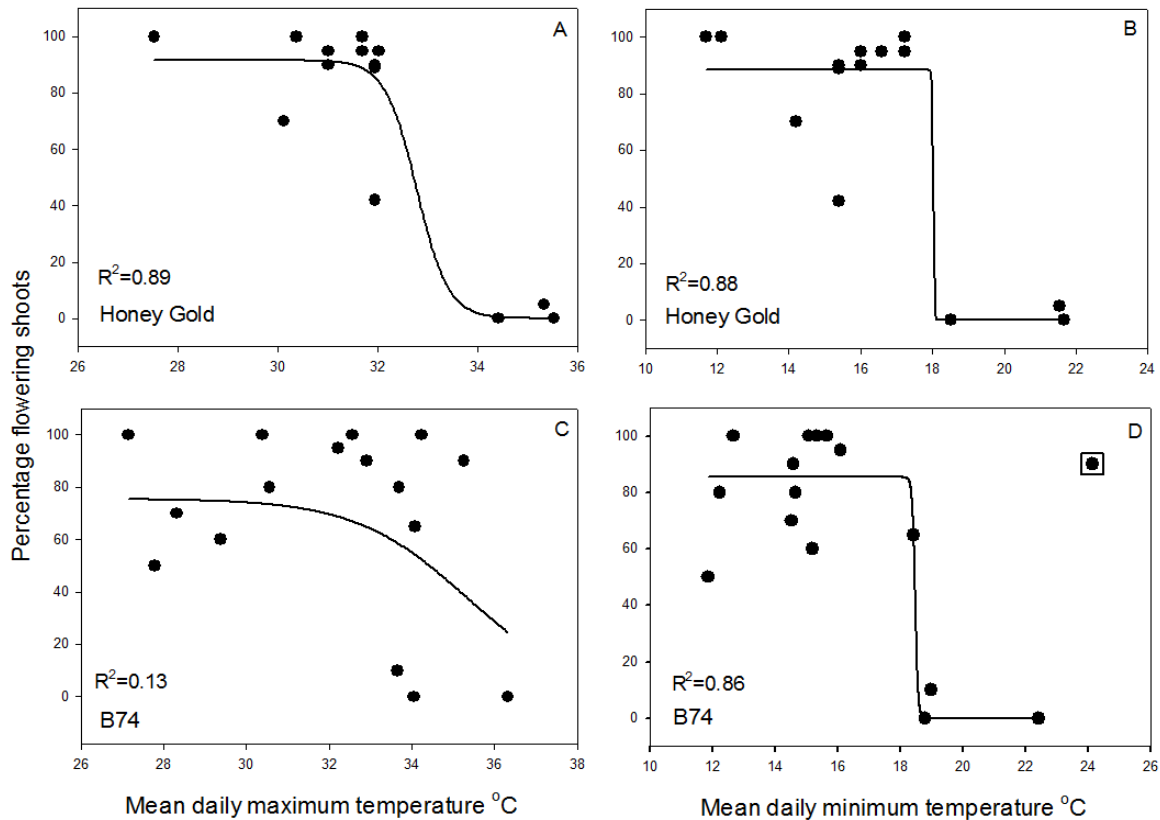 Percentage flowering shoots
A
100
80
60
40
20
0
R²=0.89
Honey Gold
26 28 30 32 34 36
B
100
80
60
40
20
0
R²=0.88
Honey Gold
10 12 14 16 18 20 22 24
C
100
80
60
40
20
0
R²=0.13
B74
26 28 30 32 34 36 38
Mean daily maximum temperature °C
D
100
80
60
40
20
0
R²=0.86
B74
10 12 14 16 18 20 22 24 26
Mean daily minimum temperature °C